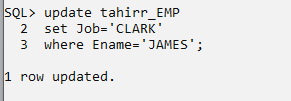 SQL> update tahirr_EMP
  2  set Job='CLARK'
  3  where Ename='JAMES';
1 row updated.